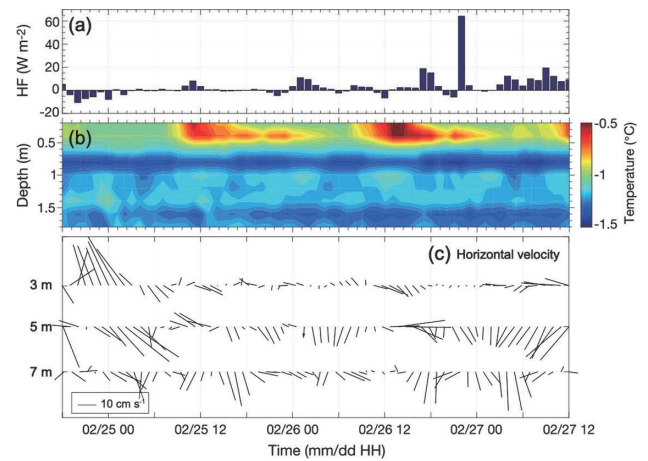 (a)
HF (W m-2)
60
40
20
0
-20
(b)
Depth (m)
0.5
1
1.5
-0.5
-1
-1.5
Temperature (°C)
(c) Horizontal velocity
3 m
5 m
7 m
10 cm s-1
02/25 00 02/25 12 02/26 00 02/26 12 02/27 00 02/27 12
Time (mm/dd HH)